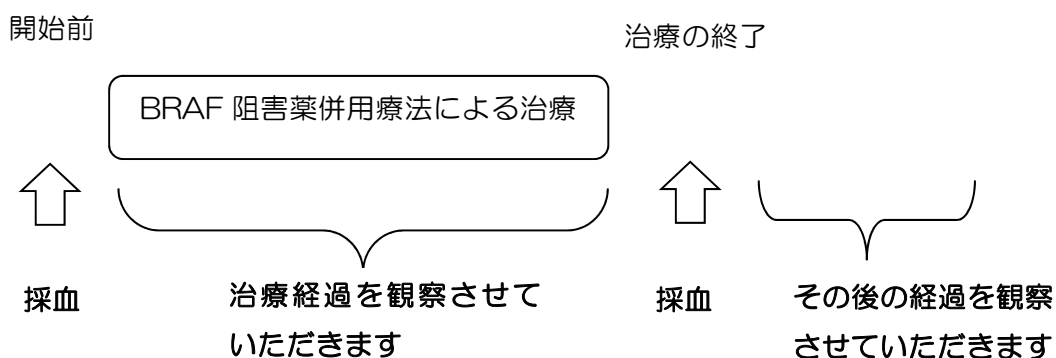 開始前
治療の終了
BRAF 阻害薬併用療法による治療
採血
治療経過を観察させて
いただきます
採血
その後の経過を観察
させていただきます